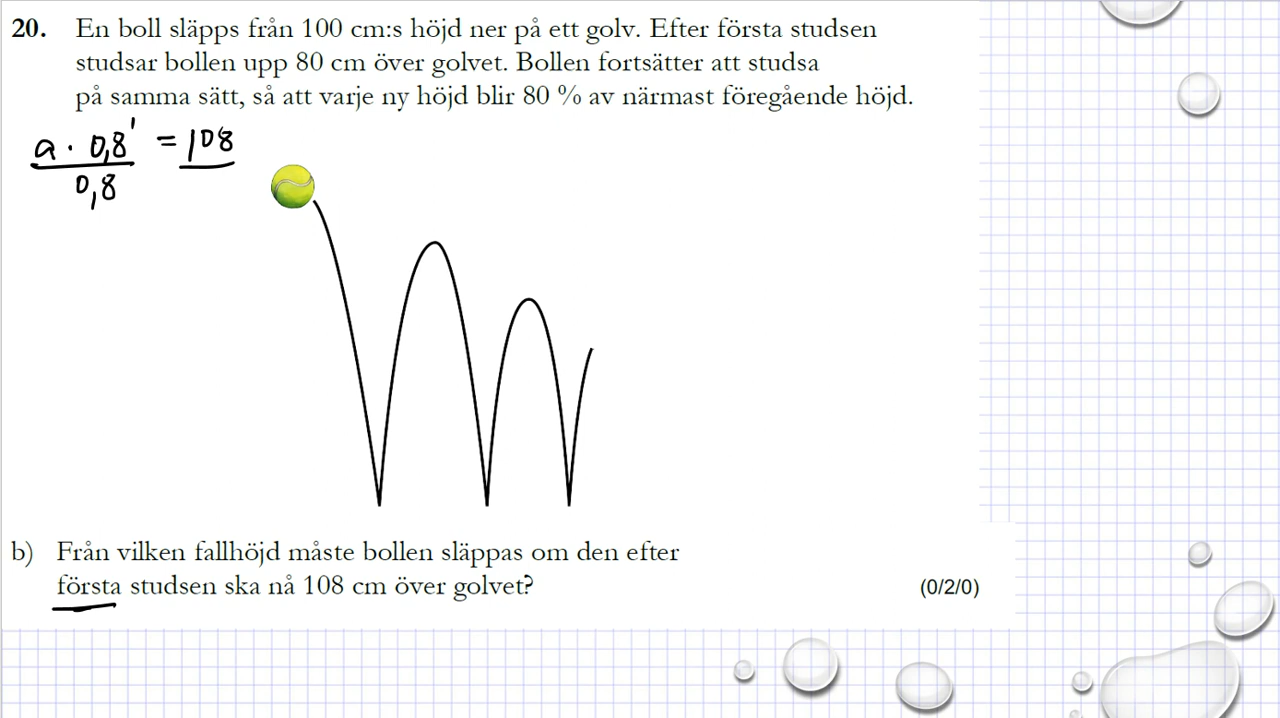 20. En boll släpps från 100 cm:s höjd ner på ett golv. Efter första studsen
studsar bollen upp 80 cm över golvet. Bollen fortsätter att studsa
på samma sätt, så att varje ny höjd blir 80 % av närmast föregående höjd.
a · 0,8¹ = 108
0,8
b) Från vilken fallhöjd måste bollen släppas om den efter
första studsen ska nå 108 cm över golvet?
(0/2/0)